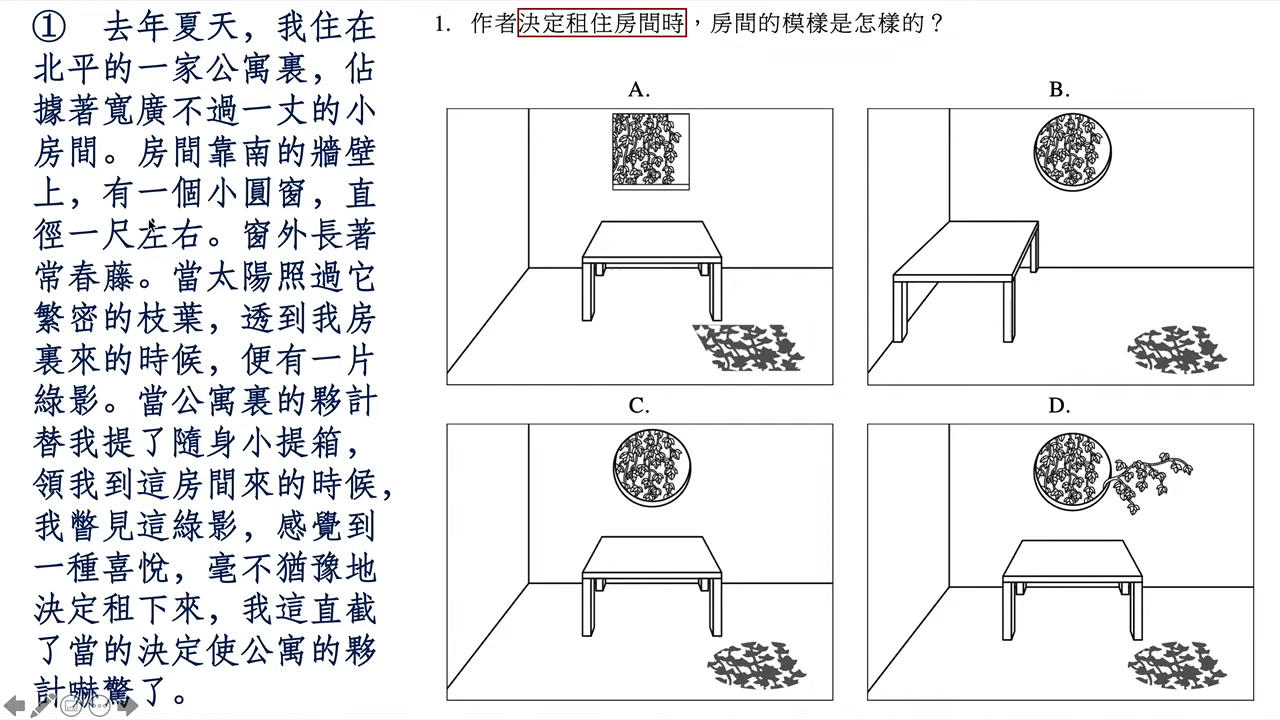 ①　去年夏天，我住在
北平的一家公寓裏，佔
據著寬廣不過一丈的小
房間。房間靠南的牆壁
上，有一個小圓窗，直
徑一尺左右。窗外長著
常春藤。當太陽照過它
繁密的枝葉，透到我房
裏來的時候，便有一片
綠影。當公寓裏的夥計
替我提了隨身小提箱，
領我到這房間來的時候，
我瞥見這綠影，感覺到
一種喜悅，毫不猶豫地
決定租下來，我這直截
了當的決定使公寓的夥
計嚇驚了。
1. 作者決定租住房間時，房間的模樣是怎樣的？
A.
B.
C.
D.